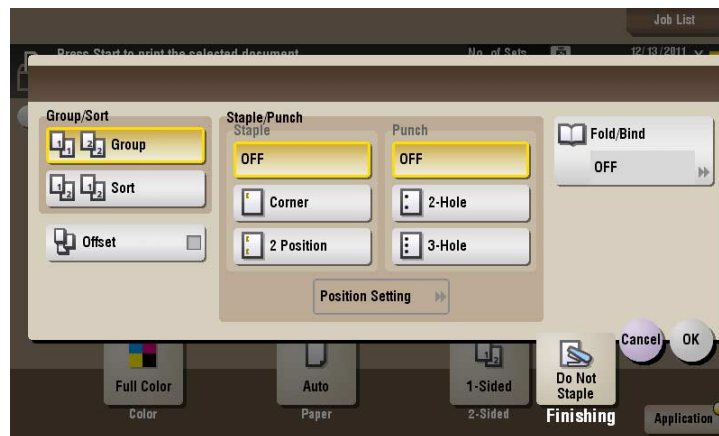 Job List
Press Start to print the selected document.
No. of Sets
12/13/2011
Group/Sort
Group
Sort
Offset
Staple/Punch
Staple
OFF
Corner
2 Position
Punch
OFF
2-Hole
3-Hole
Position Setting
Fold/Bind
OFF
Cancel
OK
Full Color
Color
Auto
Paper
1-Sided
2-Sided
Do Not
Staple
Finishing
Application